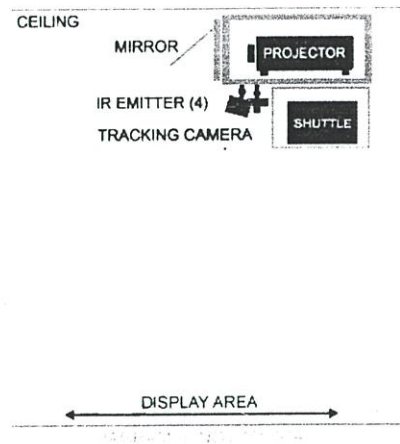 CEILING
MIRROR
PROJECTOR
IR EMITTER (4)
TRACKING CAMERA
SHUTTLE
DISPLAY AREA